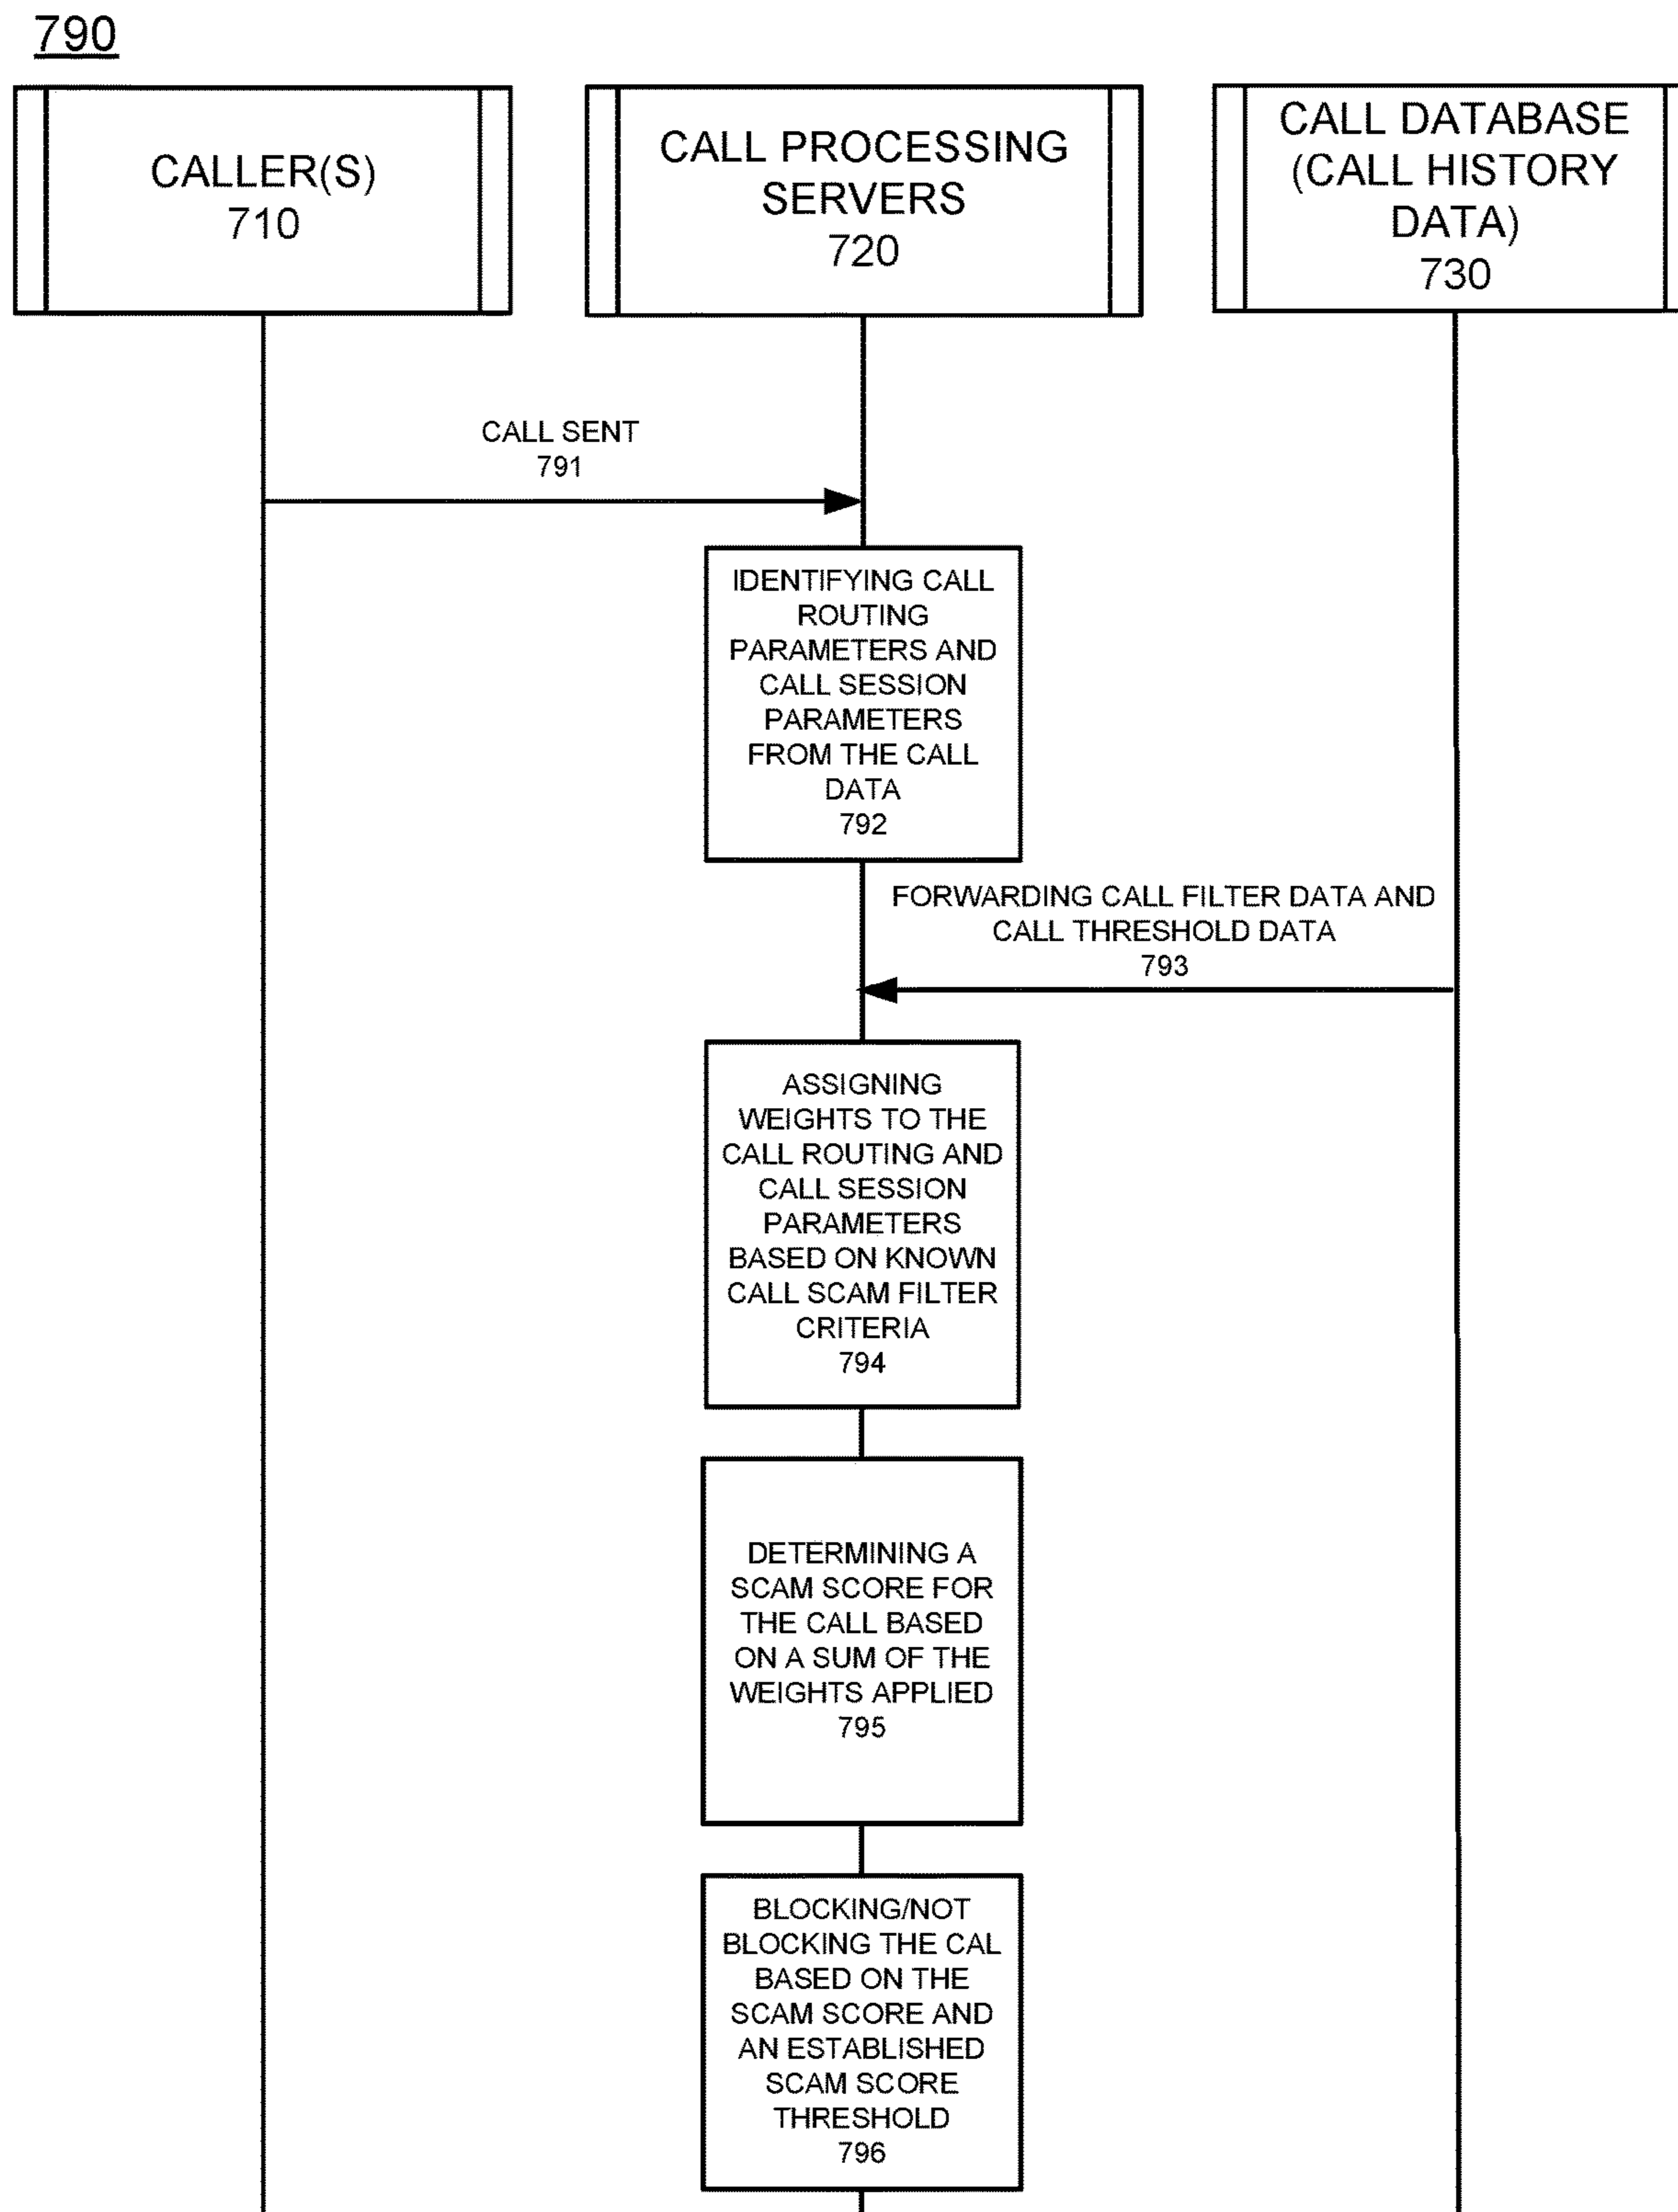 790
CALLER(S)
710
CALL PROCESSING
SERVERS
720
CALL DATABASE
(CALL HISTORY
DATA)
730
CALL SENT
791
IDENTIFYING CALL
ROUTING
PARAMETERS AND
CALL SESSION
PARAMETERS
FROM THE CALL
DATA
792
FORWARDING CALL FILTER DATA AND
CALL THRESHOLD DATA
793
ASSIGNING
WEIGHTS TO THE
CALL ROUTING AND
CALL SESSION
PARAMETERS
BASED ON KNOWN
CALL SCAM FILTER
CRITERIA
794
DETERMINING A
SCAM SCORE FOR
THE CALL BASED
ON A SUM OF THE
WEIGHTS APPLIED
795
BLOCKING/NOT
BLOCKING THE CAL
BASED ON THE
SCAM SCORE AND
AN ESTABLISHED
SCAM SCORE
THRESHOLD
796